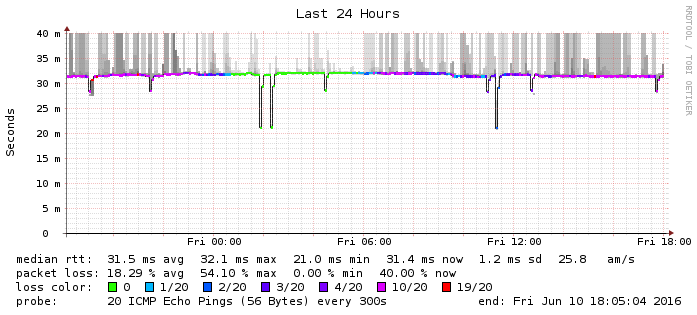 Last 24 Hours
RRDTOOL / TOBI OETIKER
Seconds
40 m
35 m
30 m
25 m
20 m
15 m
10 m
5 m
0
Fri 00:00 Fri 06:00 Fri 12:00 Fri 18:00
median rtt: 31.5 ms avg 32.1 ms max 21.0 ms min 31.4 ms now 1.2 ms sd 25.8 am/s
packet loss: 18.29 % avg 54.10 % max 0.00 % min 40.00 % now
loss color: 0 1/20 2/20 3/20 4/20 10/20 19/20
probe: 20 ICMP Echo Pings (56 Bytes) every 300s end: Fri Jun 10 18:05:04 2016